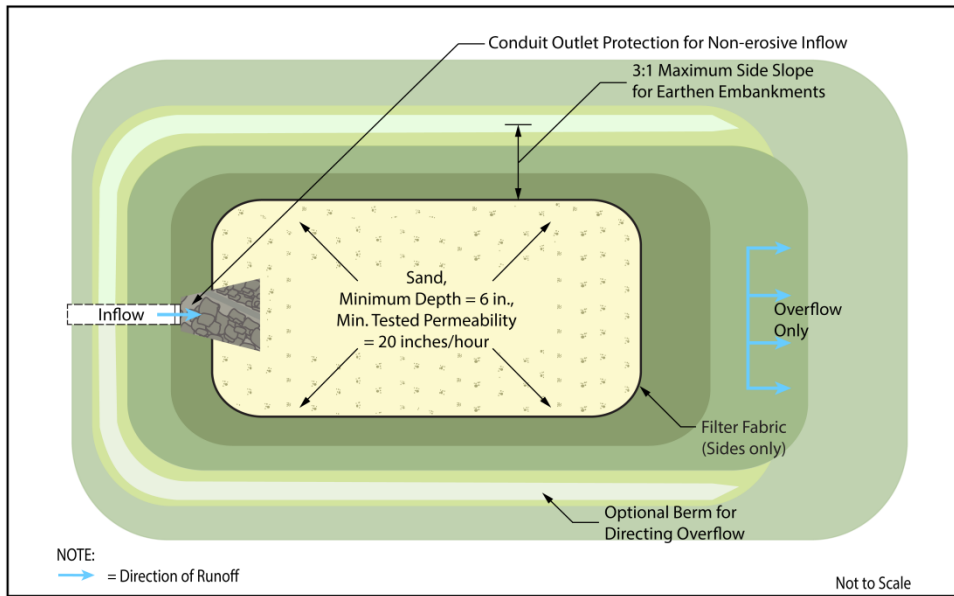 Conduit Outlet Protection for Non-erosive Inflow
3:1 Maximum Side Slope
for Earthen Embankments
Sand,
Minimum Depth = 6 in.,
Min. Tested Permeability
= 20 inches/hour
Inflow
Overflow
Only
Filter Fabric
(Sides only)
Optional Berm for
Directing Overflow
NOTE:
= Direction of Runoff
Not to Scale